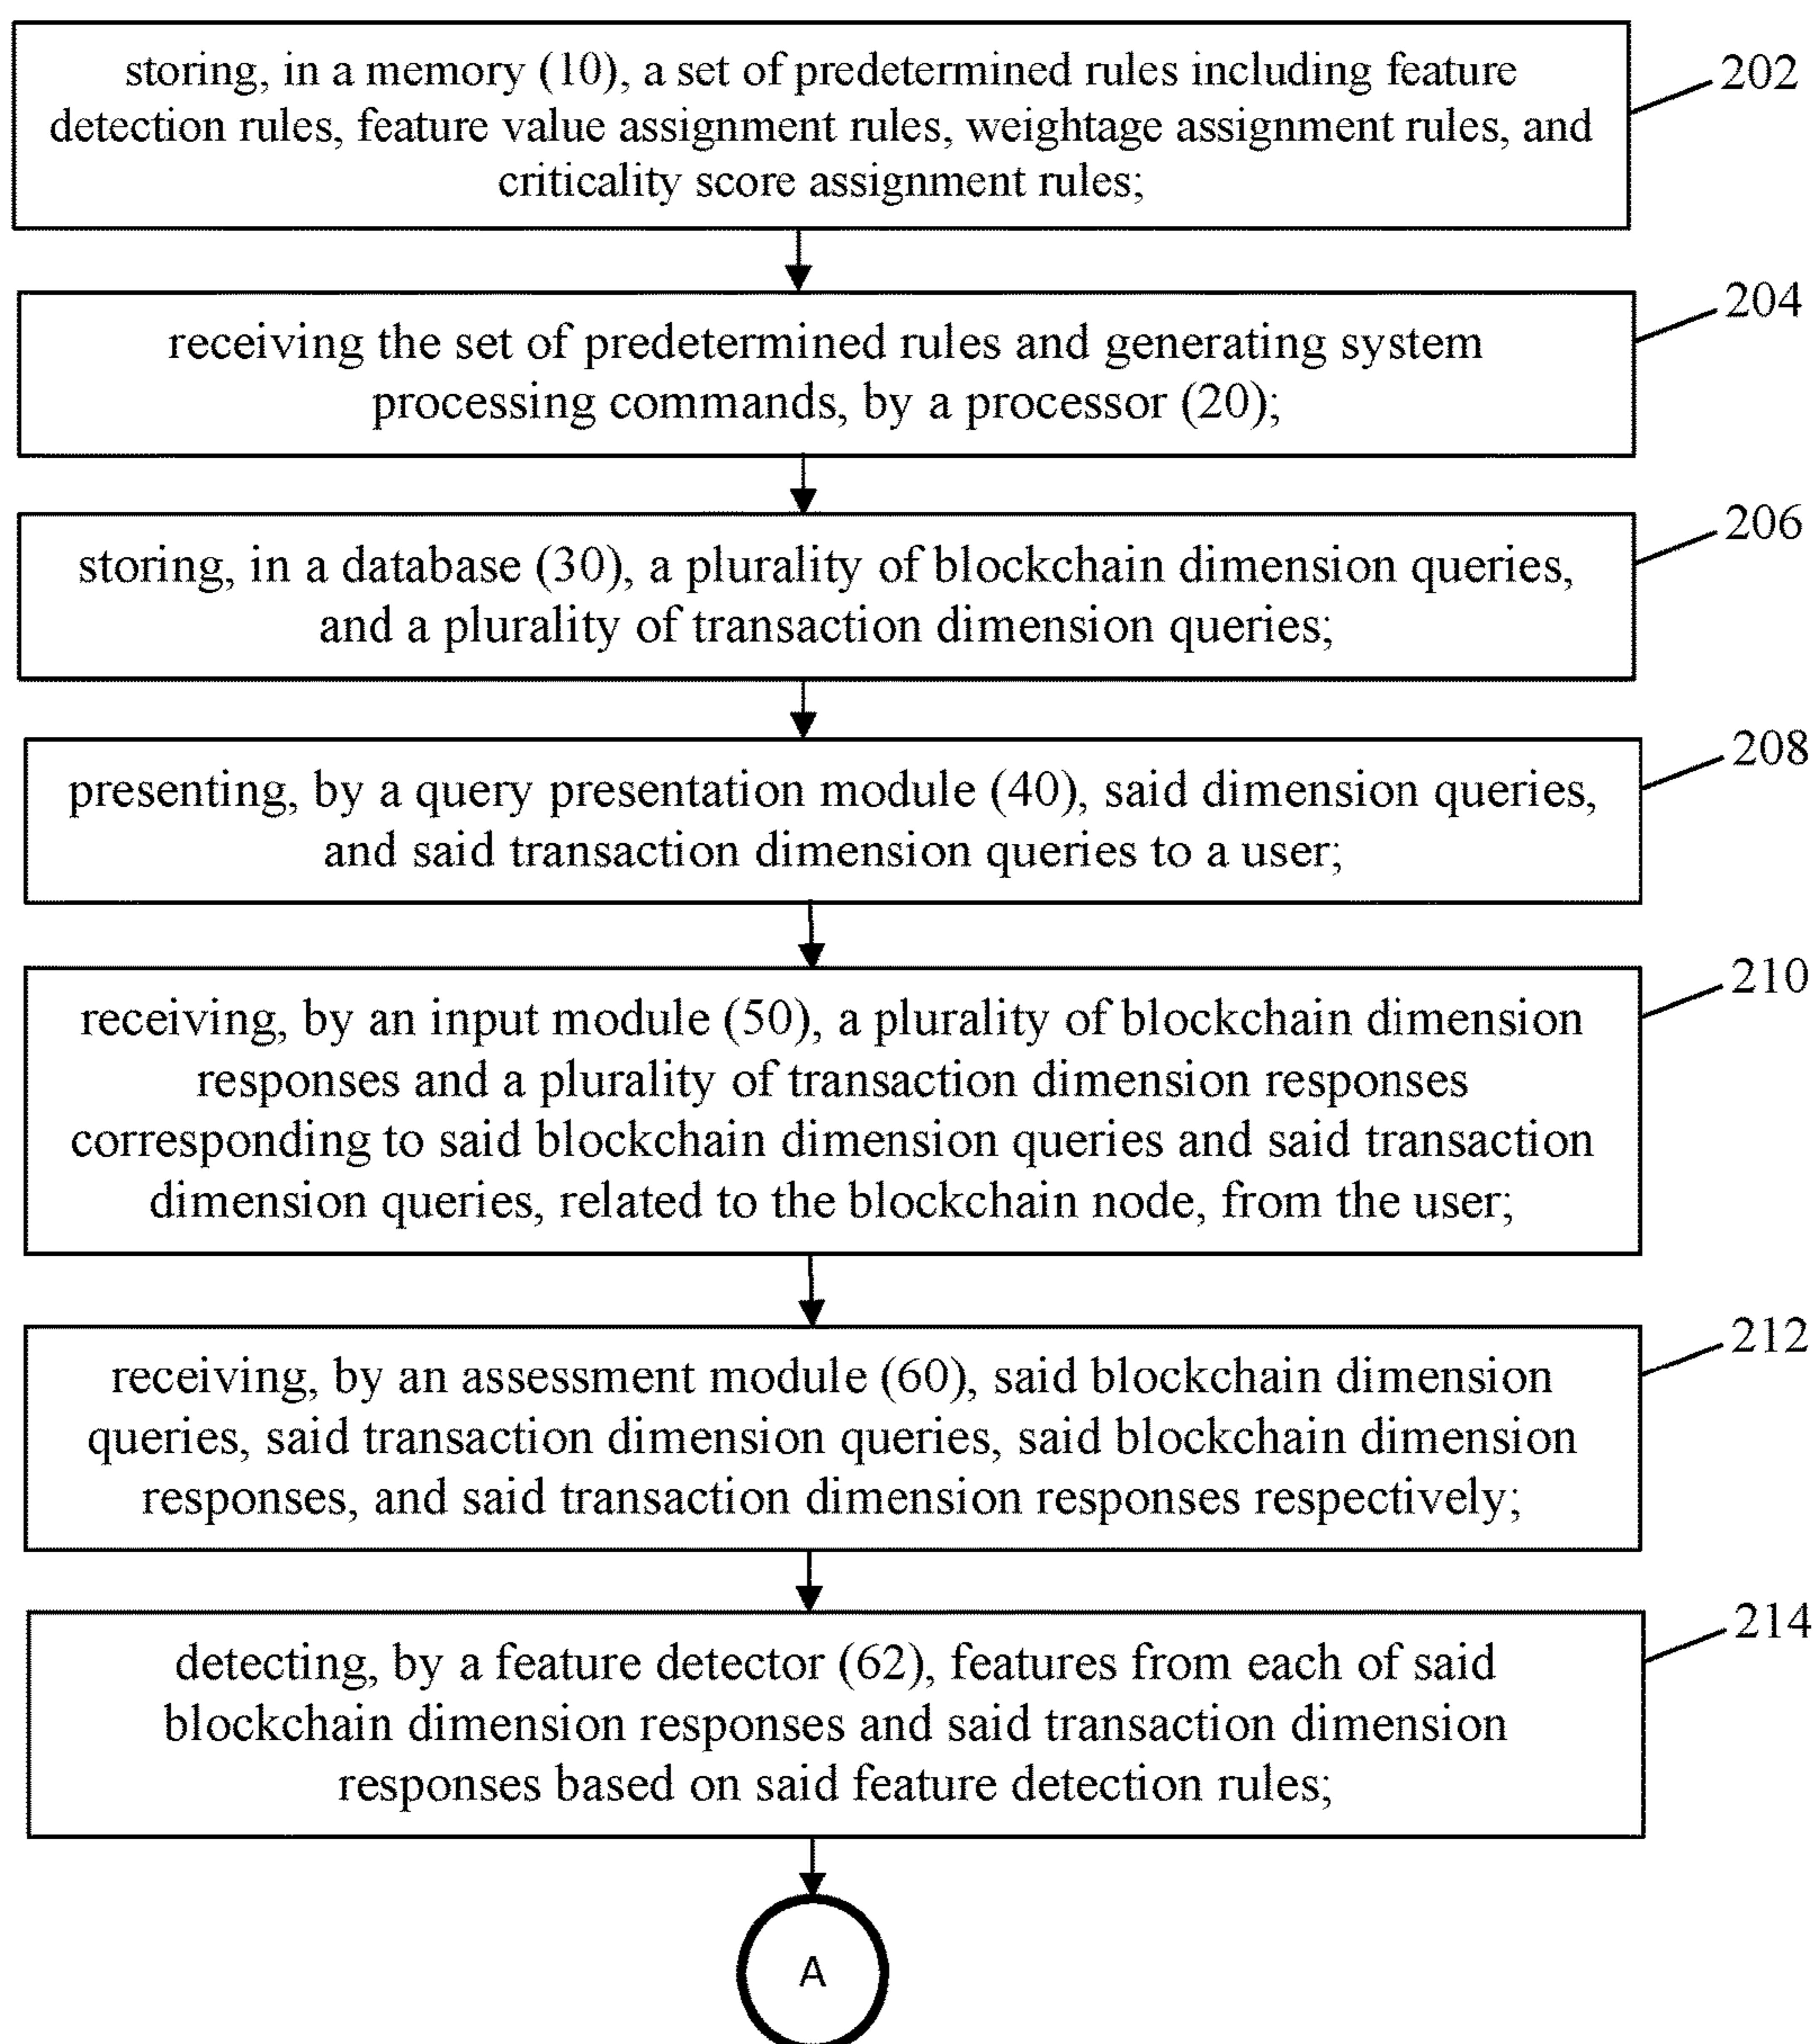 storing, in a memory (10), a set of predetermined rules including feature
detection rules, feature value assignment rules, weightage assignment rules, and
criticality score assignment rules;
202
receiving the set of predetermined rules and generating system
processing commands, by a processor (20);
204
storing, in a database (30), a plurality of blockchain dimension queries,
and a plurality of transaction dimension queries;
206
presenting, by a query presentation module (40), said dimension queries,
and said transaction dimension queries to a user;
208
receiving, by an input module (50), a plurality of blockchain dimension
responses and a plurality of transaction dimension responses
corresponding to said blockchain dimension queries and said transaction
dimension queries, related to the blockchain node, from the user;
210
receiving, by an assessment module (60), said blockchain dimension
queries, said transaction dimension queries, said blockchain dimension
responses, and said transaction dimension responses respectively;
212
detecting, by a feature detector (62), features from each of said
blockchain dimension responses and said transaction dimension
responses based on said feature detection rules;
214
A